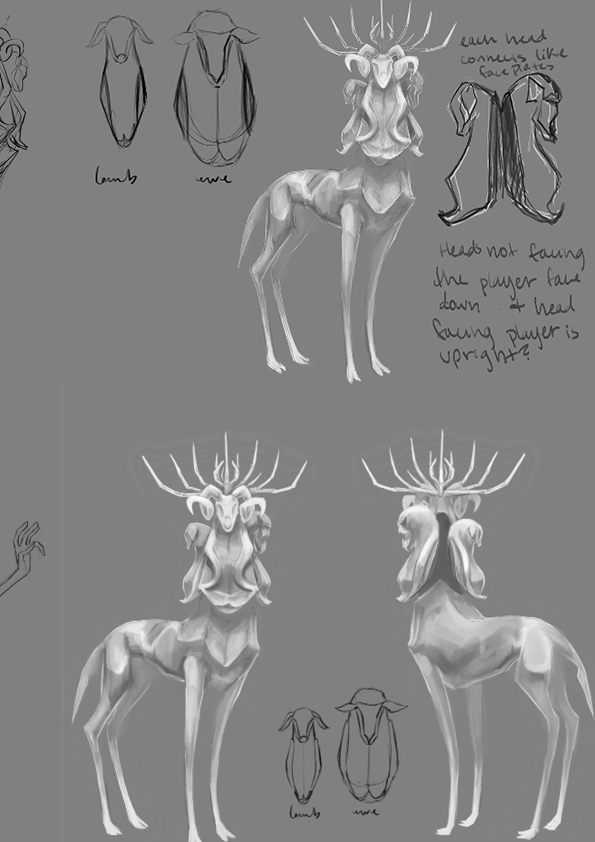 each head
connects like
face plates
lamb
ewe
Heads not facing
the player face
down . + head
facing player is
upright?
lamb
ewe